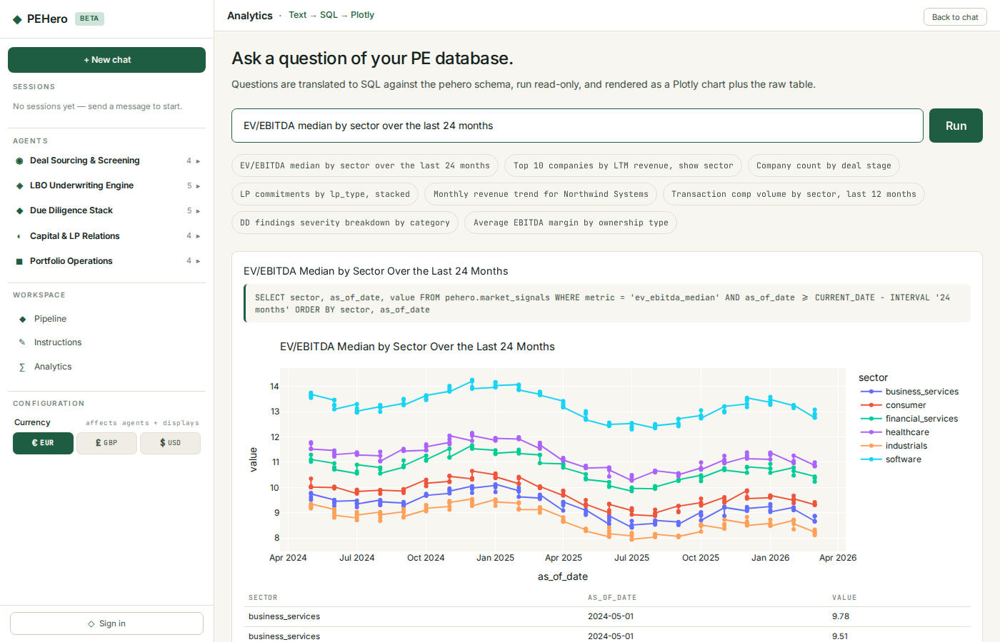 ◆ PEHero BETA
+ New chat
SESSIONS
No sessions yet — send a message to start.
AGENTS
Deal Sourcing & Screening 4 ▸
LBO Underwriting Engine 5 ▸
Due Diligence Stack 5 ▸
Capital & LP Relations 4 ▸
Portfolio Operations 4 ▸
WORKSPACE
Pipeline
Instructions
∑ Analytics
CONFIGURATION
Currency affects agents + displays
€ EUR £ GBP $ USD
Sign in
Analytics · Text → SQL → Plotly
Back to chat
Ask a question of your PE database.
Questions are translated to SQL against the pehero schema, run read-only, and rendered as a Plotly chart plus the raw table.
EV/EBITDA median by sector over the last 24 months
Run
EV/EBITDA median by sector over the last 24 months
Top 10 companies by LTM revenue, show sector
Company count by deal stage
LP commitments by lp_type, stacked
Monthly revenue trend for Northwind Systems
Transaction comp volume by sector, last 12 months
DD findings severity breakdown by category
Average EBITDA margin by ownership type
EV/EBITDA Median by Sector Over the Last 24 Months
SELECT sector, as_of_date, value FROM pehero.market_signals WHERE metric = 'ev_ebitda_median' AND as_of_date ≥ CURRENT_DATE - INTERVAL '24
months' ORDER BY sector, as_of_date
EV/EBITDA Median by Sector Over the Last 24 Months
value
14
13
12
11
10
9
8
Apr 2024 Jul 2024 Oct 2024 Jan 2025 Apr 2025 Jul 2025 Oct 2025 Jan 2026 Apr 2026
as_of_date
sector
business_services
consumer
financial_services
healthcare
industrials
software
SECTOR AS_OF_DATE VALUE
business_services 2024-05-01 9.78
business_services 2024-05-01 9.51